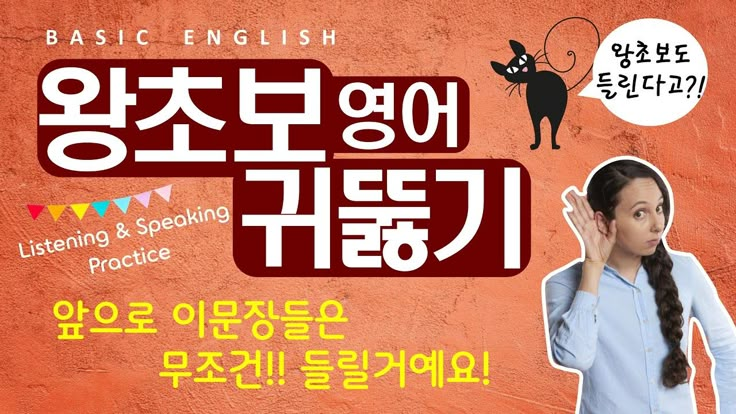 BASIC ENGLISH
왕초보 영어
귀뚫기
왕초보도
들린다고?!
Listening & Speaking
Practice
앞으로 이문장들은
무조건!! 들릴거예요!